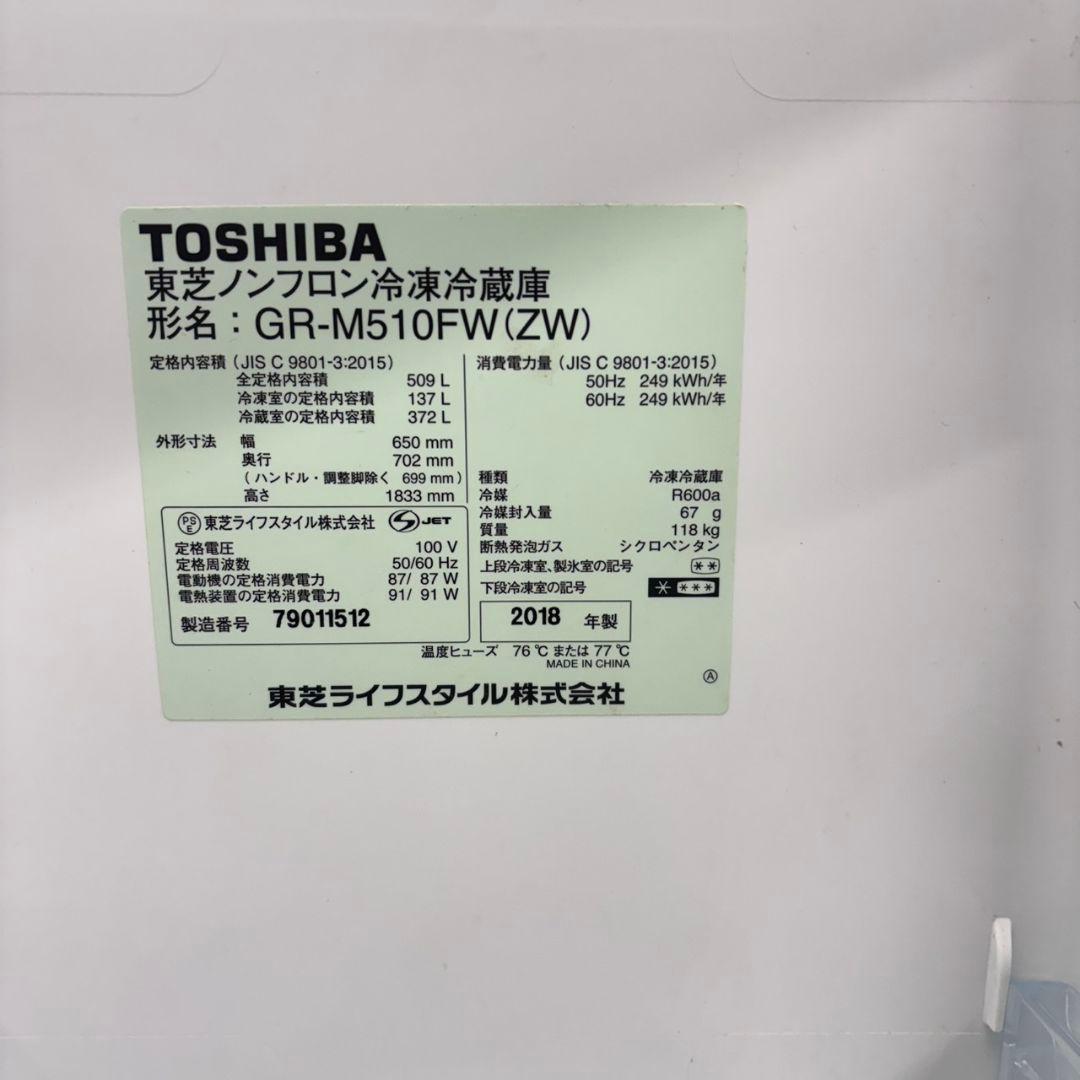 TOSHIBA
東芝ノンフロン冷凍冷蔵庫
形名：GR-M510FW(ZW)
定格内容積（JIS C 9801-3:2015）
全定格内容積 509 L
冷凍室の定格内容積 137 L
冷蔵室の定格内容積 372 L
外形寸法 幅 650 mm
奥行 702 mm
（ハンドル・調整脚除く 699 mm）
高さ 1833 mm
PSE 東芝ライフスタイル株式会社 S JET
定格電圧 100 V
定格周波数 50/60 Hz
電動機の定格消費電力 87/ 87 W
電熱装置の定格消費電力 91/ 91 W
製造番号 79011512
消費電力量（JIS C 9801-3:2015）
50Hz 249 kWh/年
60Hz 249 kWh/年
種類 冷凍冷蔵庫
冷媒 R600a
冷媒封入量 67 g
質量 118 kg
断熱発泡ガス シクロペンタン
上段冷凍室、製氷室の記号 **
下段冷凍室の記号 * ***
2018 年製
温度ヒューズ 76 ℃ または 77 ℃
MADE IN CHINA
Ⓐ
東芝ライフスタイル株式会社